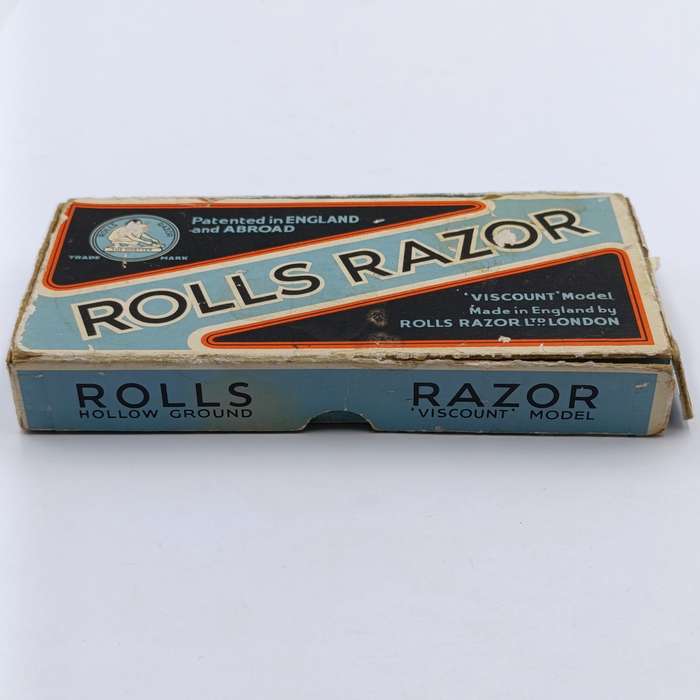 Patented in ENGLAND
and ABROAD
TRADE MARK
ROLLS RAZOR
'VISCOUNT' Model
Made in England by
ROLLS RAZOR LTD LONDON
ROLLS RAZOR
HOLLOW GROUND 'VISCOUNT' MODEL